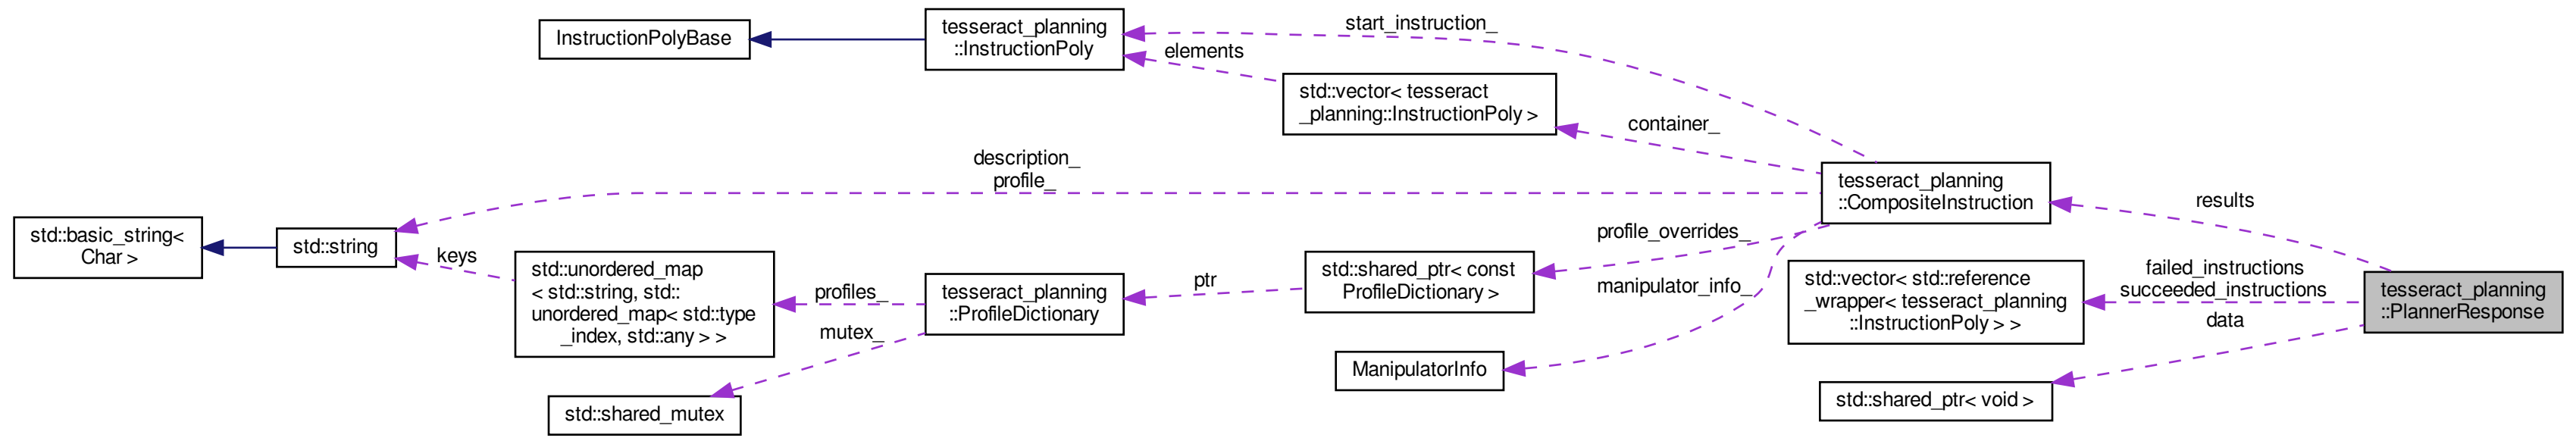 InstructionPolyBase
tesseract_planning
::InstructionPoly
start_instruction_
elements
std::vector< tesseract
_planning::InstructionPoly >
container_
description_
profile_
tesseract_planning
::CompositeInstruction
results
std::basic_string<
Char >
std::string
keys
std::unordered_map
< std::string, std::
unordered_map< std::type
_index, std::any > >
profiles_
mutex_
tesseract_planning
::ProfileDictionary
ptr
std::shared_ptr< const
ProfileDictionary >
profile_overrides_
manipulator_info_
std::vector< std::reference
_wrapper< tesseract_planning
::InstructionPoly > >
failed_instructions
succeeded_instructions
data
tesseract_planning
::PlannerResponse
ManipulatorInfo
std::shared_mutex
std::shared_ptr< void >